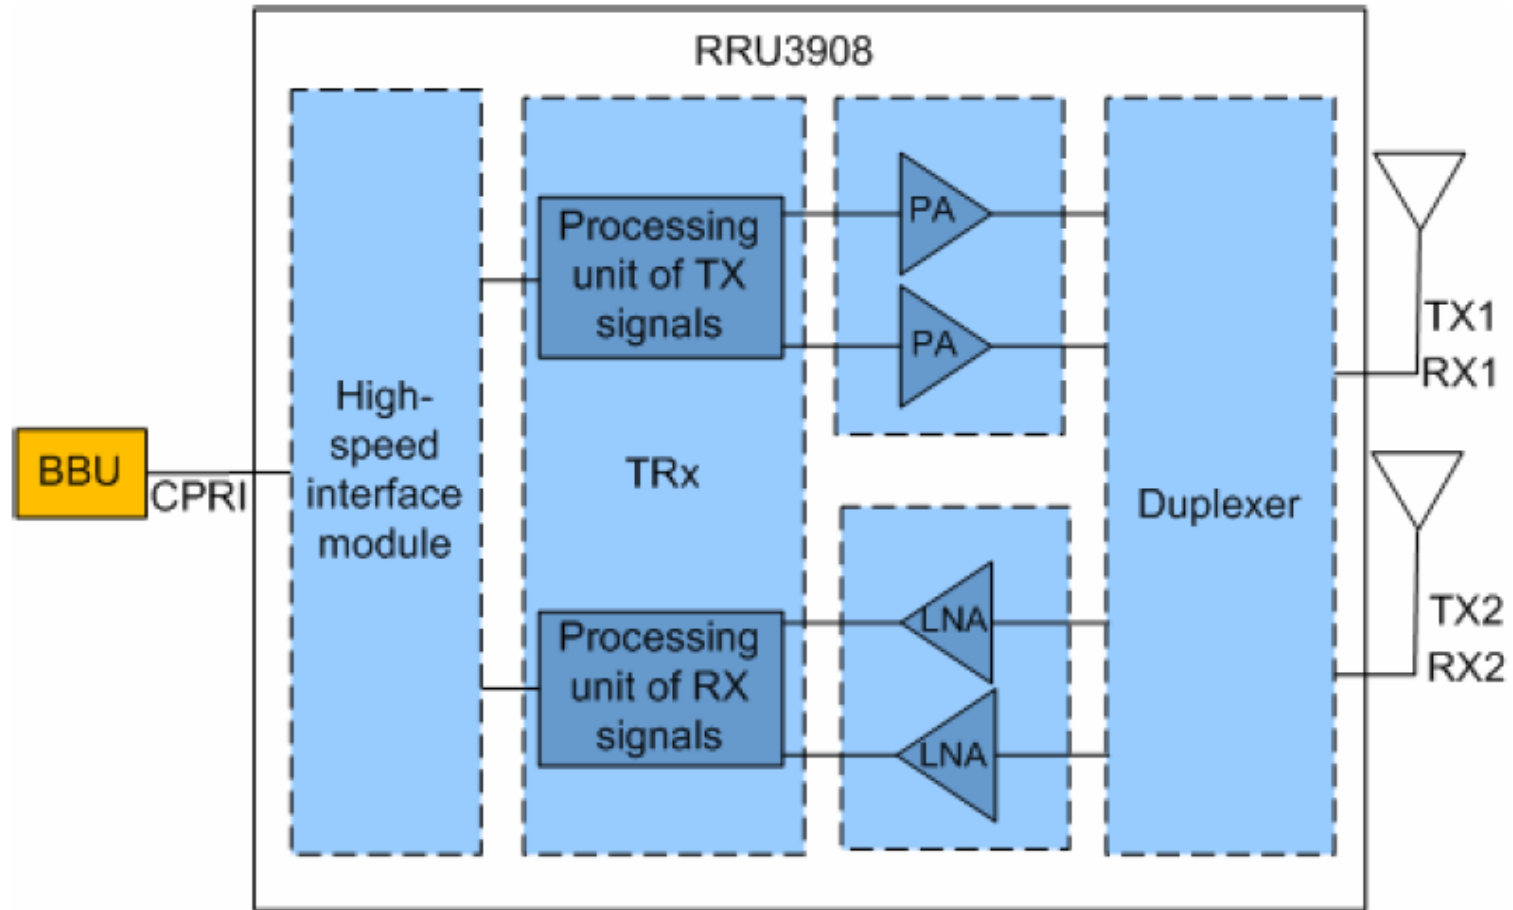 RRU3908
BBU
CPRI
High-
speed
interface
module
Processing
unit of TX
signals
TRx
Processing
unit of RX
signals
PA
PA
LNA
LNA
Duplexer
TX1
RX1
TX2
RX2